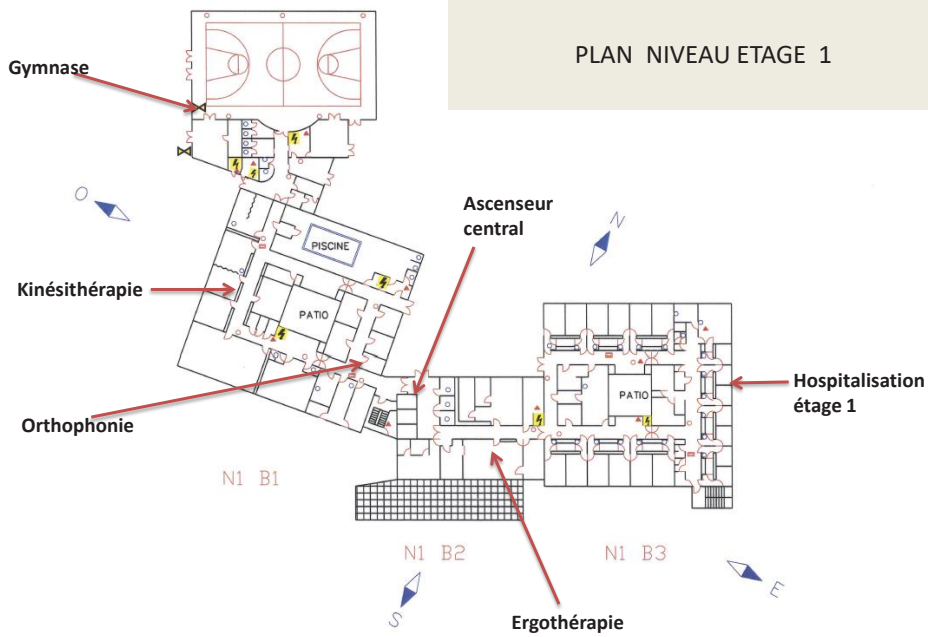 PLAN NIVEAU ETAGE 1
Gymnase
O
Ascenseur
central
N
PISCINE
Kinésithérapie
PATIO
Hospitalisation
étage 1
PATIO
Orthophonie
N1 B1
N1 B2
N1 B3
S
E
Ergothérapie